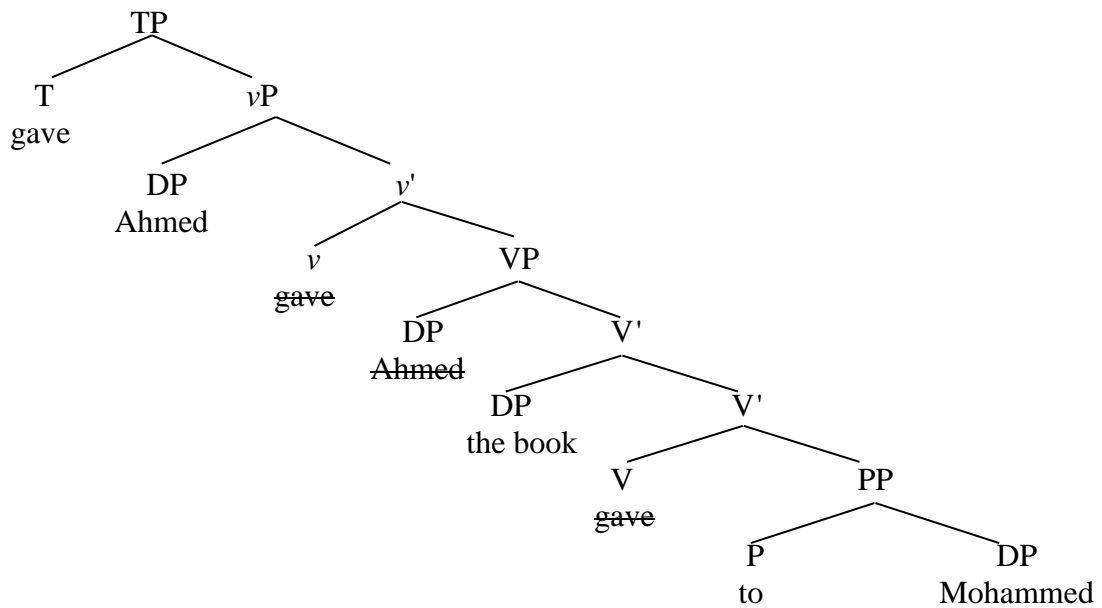 TP
T vP
gave
DP v'
Ahmed
v VP
gave
DP V'
Ahmed
DP V'
the book
V PP
gave
P DP
to Mohammed